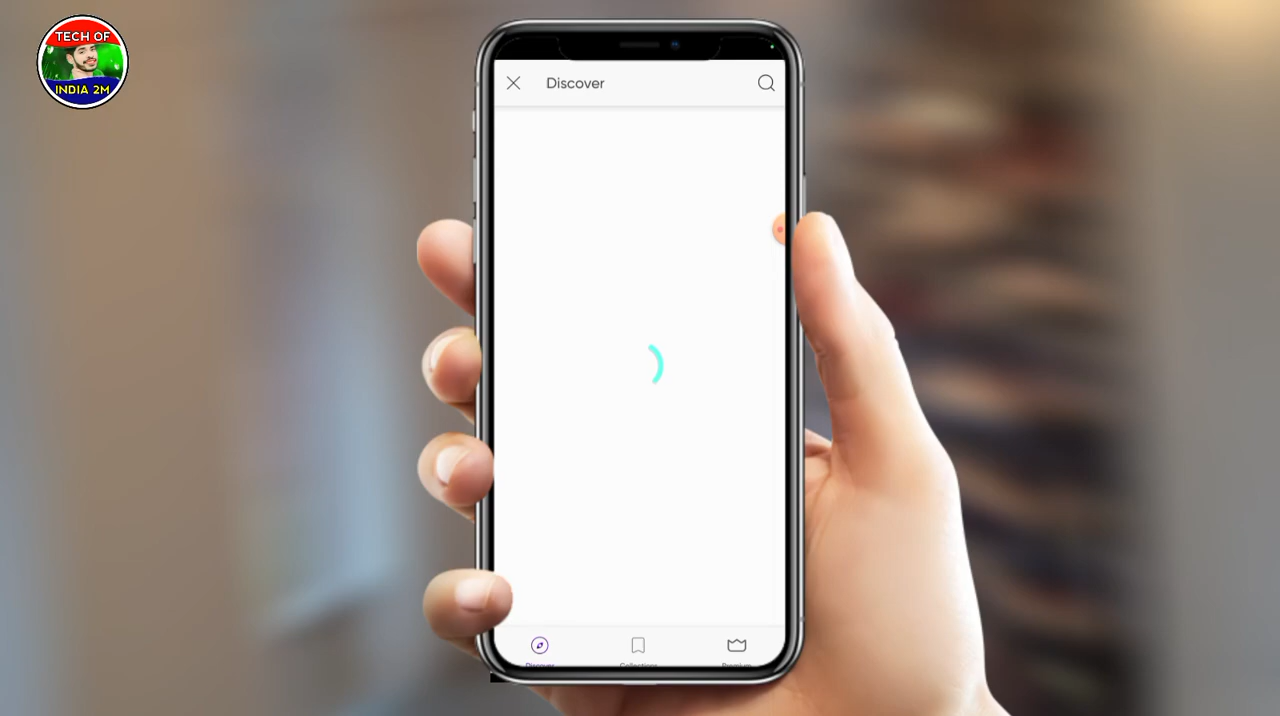 TECH OF
INDIA 2M
Discover
Discover
Collections
Premium